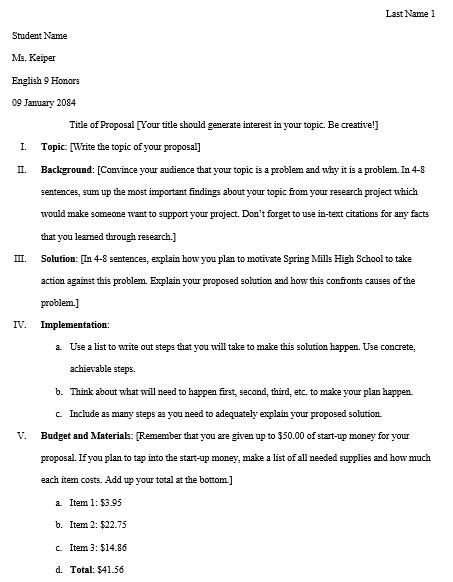 Last Name 1
Student Name
Ms. Keiper
English 9 Honors
09 January 2084
Title of Proposal [Your title should generate interest in your topic. Be creative!]
I. Topic: [Write the topic of your proposal]
II. Background: [Convince your audience that your topic is a problem and why it is a problem. In 4-8
sentences, sum up the most important findings about your topic from your research project which
would make someone want to support your project. Don't forget to use in-text citations for any facts
that you learned through research.]
III. Solution: [In 4-8 sentences, explain how you plan to motivate Spring Mills High School to take
action against this problem. Explain your proposed solution and how this confronts causes of the
problem.]
IV. Implementation:
a. Use a list to write out steps that you will take to make this solution happen. Use concrete,
achievable steps.
b. Think about what will need to happen first, second, third, etc. to make your plan happen.
c. Include as many steps as you need to adequately explain your proposed solution.
V. Budget and Materials: [Remember that you are given up to $50.00 of start-up money for your
proposal. If you plan to tap into the start-up money, make a list of all needed supplies and how much
each item costs. Add up your total at the bottom.]
a. Item 1: $3.95
b. Item 2: $22.75
c. Item 3: $14.86
d. Total: $41.56